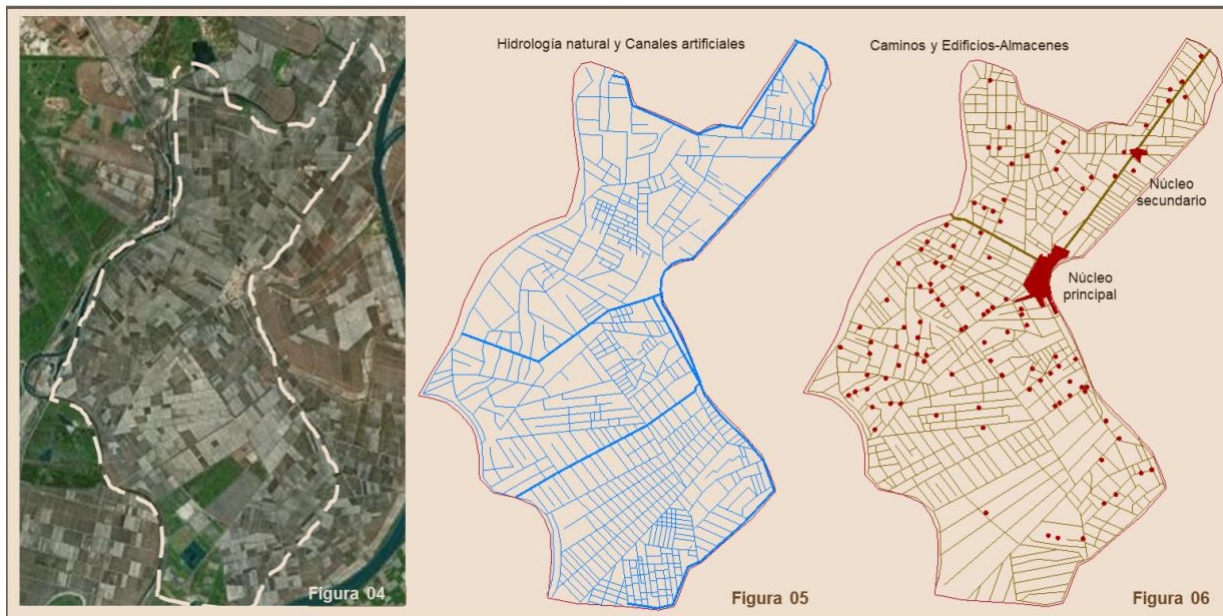 Hidrología natural y Canales artificiales
Caminos y Edificios-Almacenes
Núcleo
secundario
Núcleo
principal
Figura 04
Figura 05
Figura 06